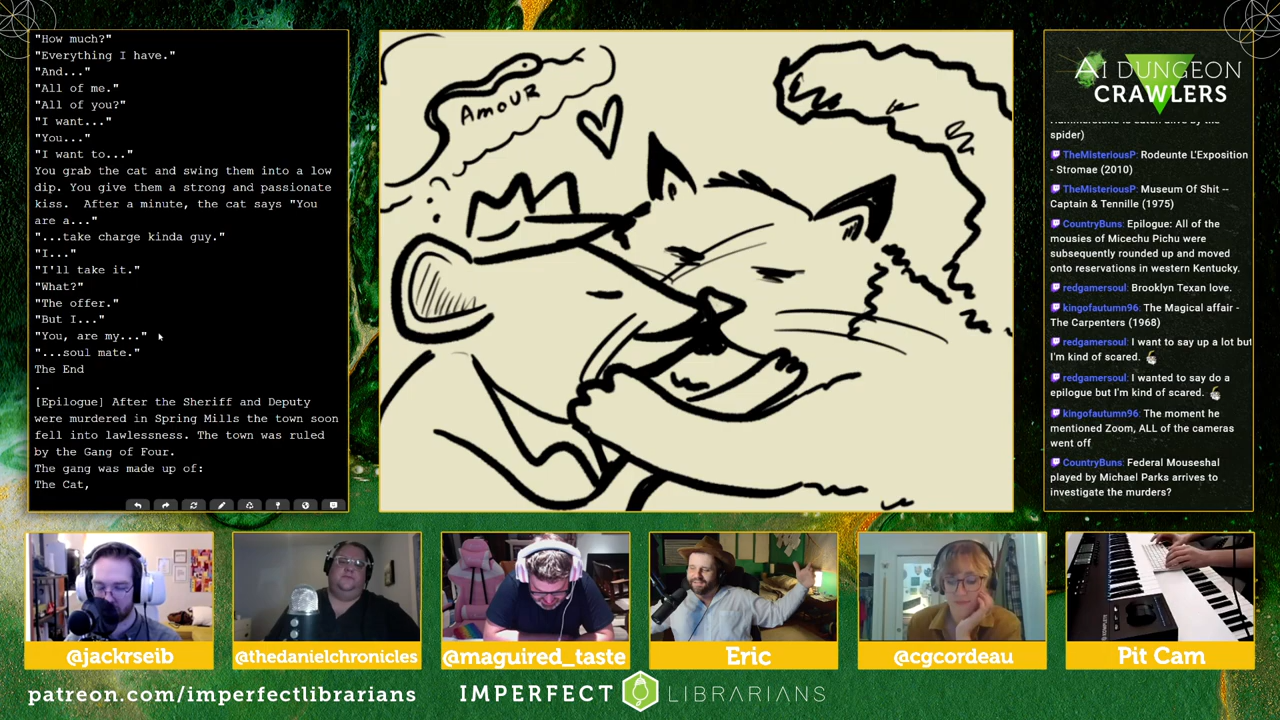 "How much?"
"Everything I have."
"And..."
"All of me."
"All of you?"
"I want..."
"You..."
"I want to..."
You grab the cat and swing them into a low
dip. You give them a strong and passionate
kiss.  After a minute, the cat says "You
are a..."
"...take charge kinda guy."
"I..."
"I'll take it."
"What?"
"The offer."
"But I..."
"You, are my..."
"...soul mate."
The End
.
[Epilogue] After the Sheriff and Deputy
were murdered in Spring Mills the town soon
fell into lawlessness. The town was ruled
by the Gang of Four.
The gang was made up of:
The Cat,
AMOUR
AI DUNGEON
CRAWLERS
spider)
TheMisteriousP: Rodeunte L'Exposition
- Stromae (2010)
TheMisteriousP: Museum Of Shit --
Captain & Tennille (1975)
CountryBuns: Epilogue: All of the
mousies of Micechu Pichu were
subsequently rounded up and moved
onto reservations in western Kentucky.
redgamersoul: Brooklyn Texan love.
kingofautumn96: The Magical affair -
The Carpenters (1968)
redgamersoul: I want to say up a lot but
I'm kind of scared.
redgamersoul: I wanted to say do a
epilogue but I'm kind of scared.
kingofautumn96: The moment he
mentioned Zoom, ALL of the cameras
went off
CountryBuns: Federal Mouseshal
played by Michael Parks arrives to
investigate the murders?
@jackrseib
@thedanielchronicles
@maguired_taste
Eric
@cgcordeau
Pit Cam
patreon.com/imperfectlibrarians
IMPERFECT LIBRARIANS